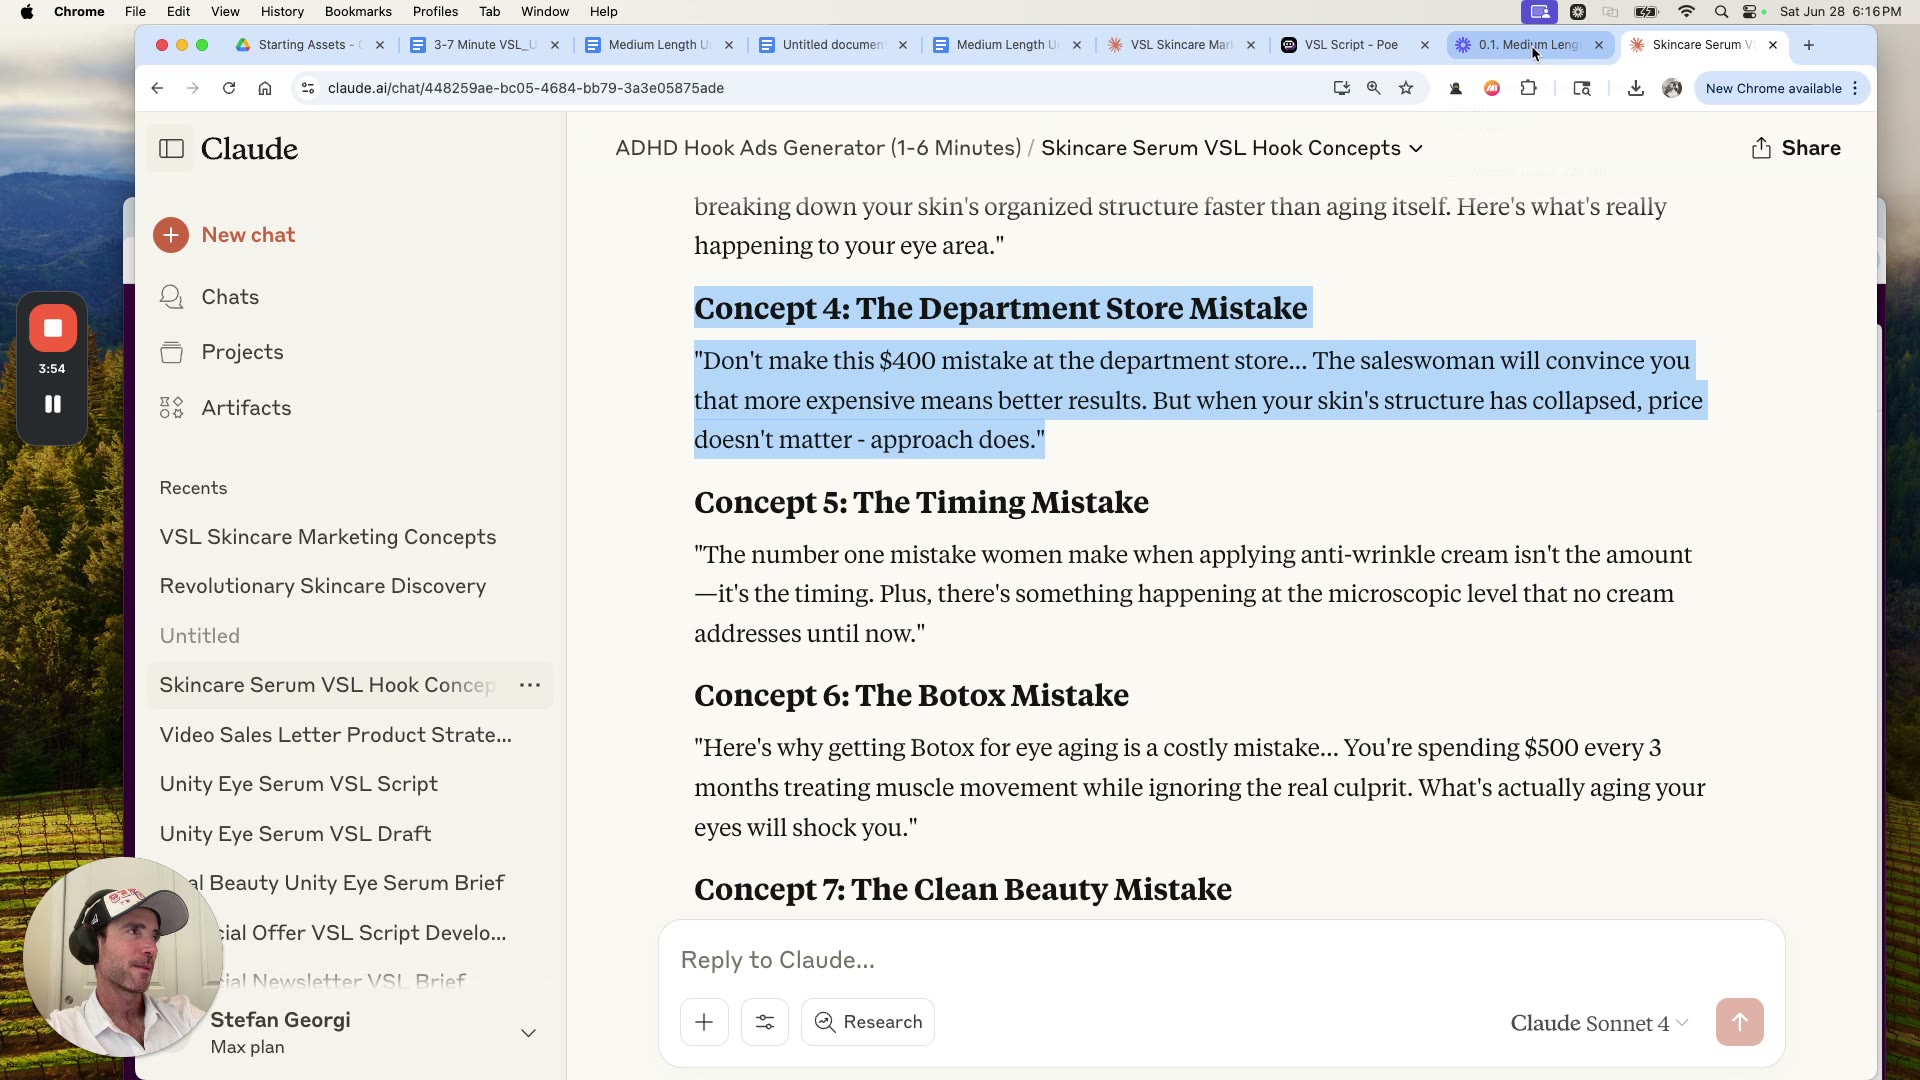 Chrome File Edit View History Bookmarks Profiles Tab Window Help Sat Jun 28 6:16 PM
Starting Assets - 3-7 Minute VSL_U Medium Length U Untitled documen Medium Length U VSL Skincare Mar VSL Script - Poe 0.1. Medium Leng Skincare Serum V
claude.ai/chat/448259ae-bc05-4684-bb79-3a3e05875ade New Chrome available
Claude
ADHD Hook Ads Generator (1-6 Minutes) / Skincare Serum VSL Hook Concepts Share
New chat
Chats
Projects
Artifacts
3:54
Recents
VSL Skincare Marketing Concepts
Revolutionary Skincare Discovery
Untitled
Skincare Serum VSL Hook Concep
Video Sales Letter Product Strate...
Unity Eye Serum VSL Script
Unity Eye Serum VSL Draft
al Beauty Unity Eye Serum Brief
cial Offer VSL Script Develo...
cial Newsletter VSL Brief
Stefan Georgi
Max plan
breaking down your skin's organized structure faster than aging itself. Here's what's really
happening to your eye area."
Concept 4: The Department Store Mistake
"Don't make this $400 mistake at the department store... The saleswoman will convince you
that more expensive means better results. But when your skin's structure has collapsed, price
doesn't matter - approach does."
Concept 5: The Timing Mistake
"The number one mistake women make when applying anti-wrinkle cream isn't the amount
—it's the timing. Plus, there's something happening at the microscopic level that no cream
addresses until now."
Concept 6: The Botox Mistake
"Here's why getting Botox for eye aging is a costly mistake... You're spending $500 every 3
months treating muscle movement while ignoring the real culprit. What's actually aging your
eyes will shock you."
Concept 7: The Clean Beauty Mistake
Reply to Claude...
Research
Claude Sonnet 4